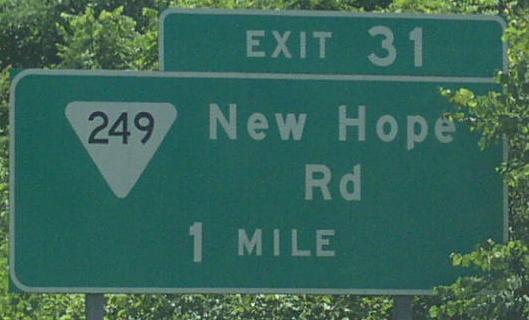 EXIT 31
249 New Hope
Rd
1 MILE